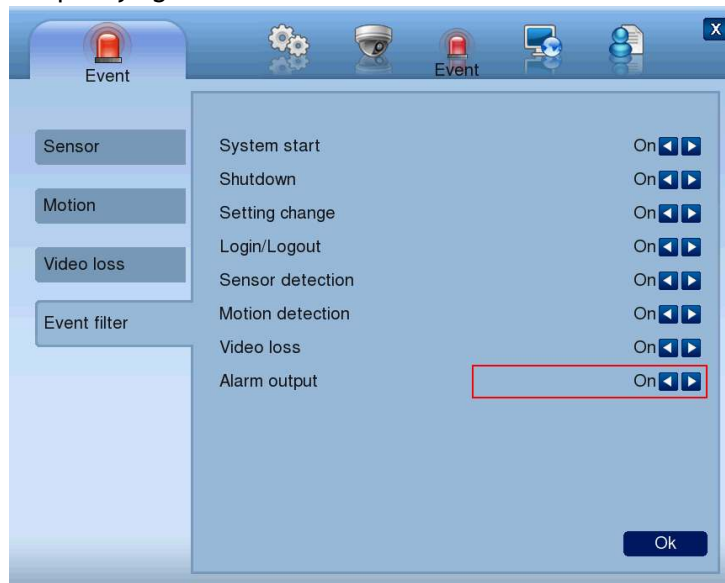 Event
Event
X
Sensor
Motion
Video loss
Event filter
System start On
Shutdown On
Setting change On
Login/Logout On
Sensor detection On
Motion detection On
Video loss On
Alarm output On
Ok